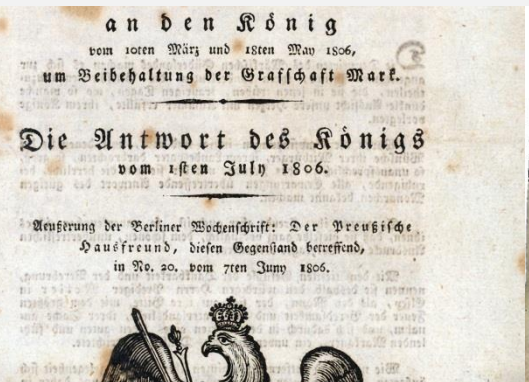 an den König
vom 10ten März und 18ten May 1806,
um Beibehaltung der Grafschaft Mark.
Die Antwort des Königs
vom 1sten July 1806.
Aeußerung der Berliner Wochenschrift: Der Preußische
Hausfreund, diesen Gegenstand betreffend,
in No. 20. vom 7ten Juny 1806.